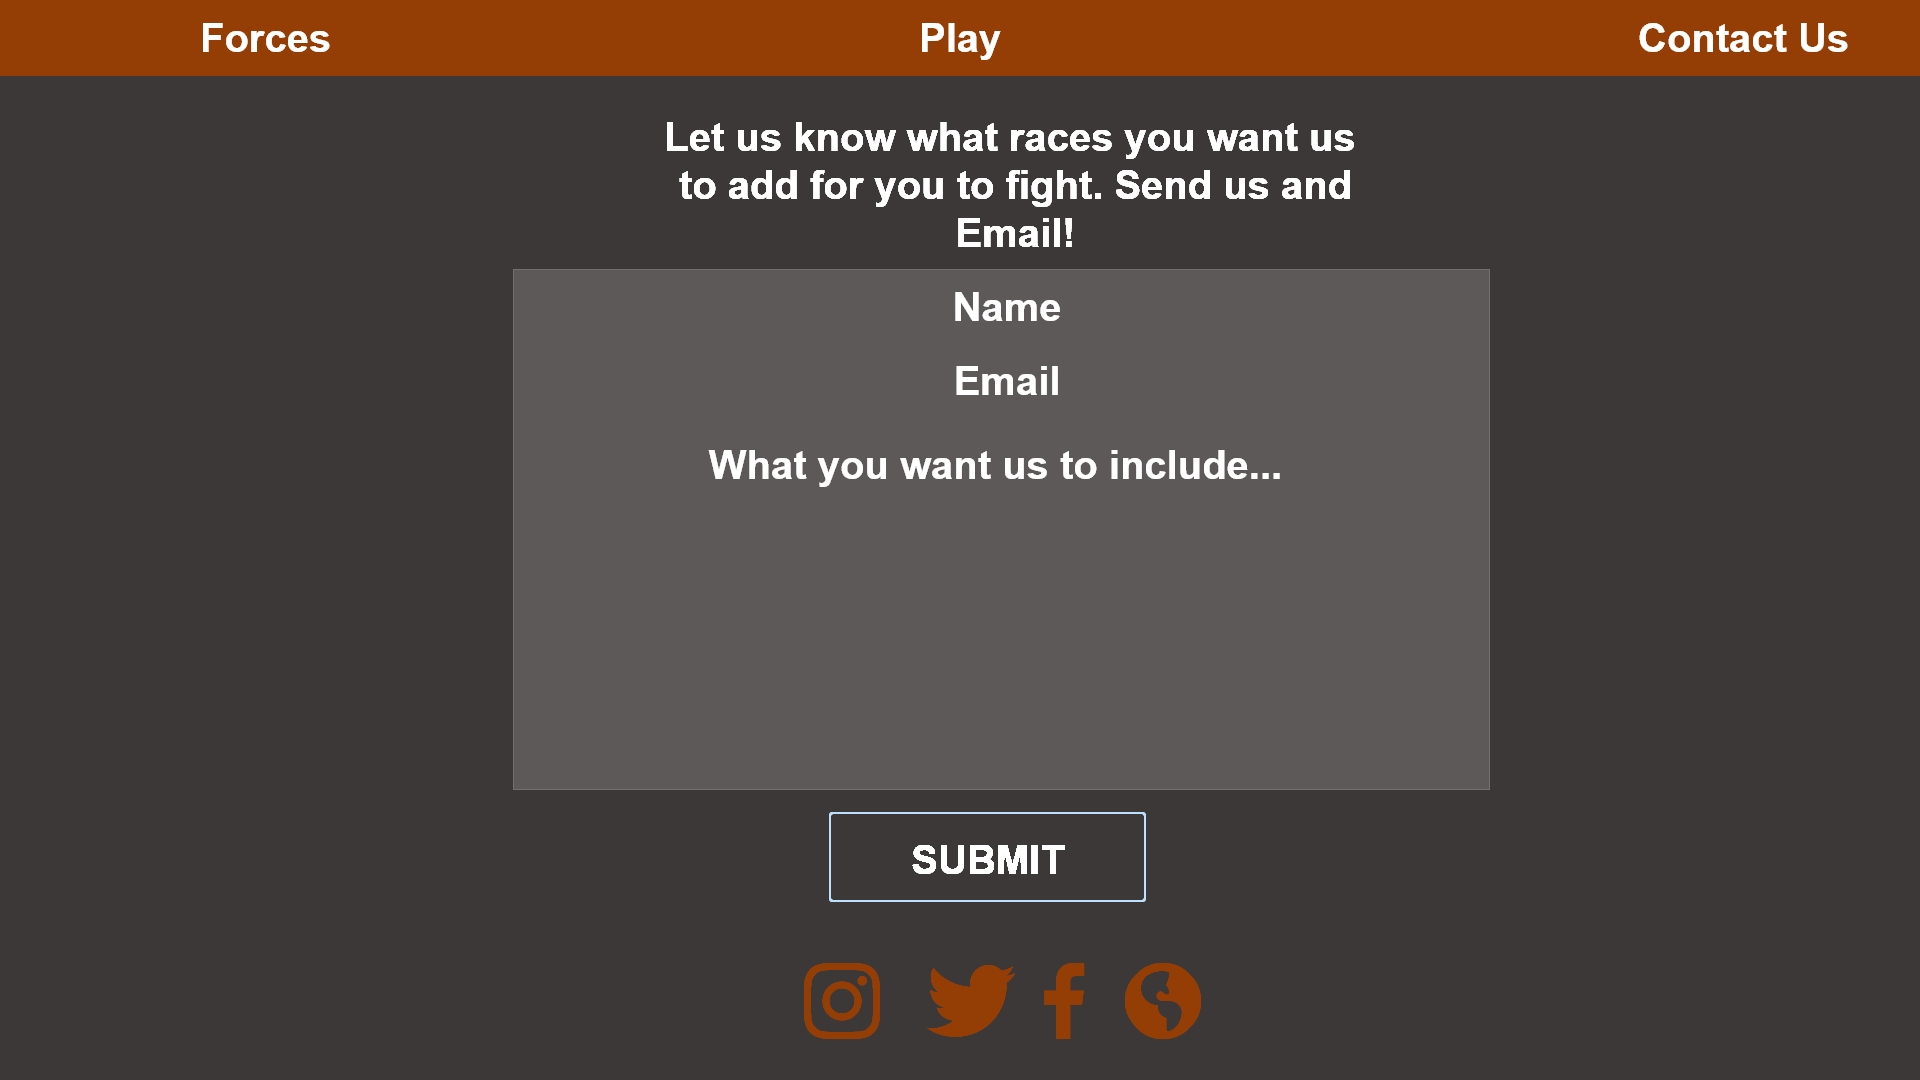 Forces Play Contact Us
Let us know what races you want us
to add for you to fight. Send us and
Email!
Name
Email
What you want us to include...
SUBMIT